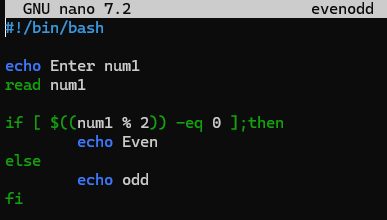 GNU nano 7.2 evenodd
#!/bin/bash
echo Enter num1
read num1
if [ $((num1 % 2)) -eq 0 ];then
echo Even
else
echo odd
fi